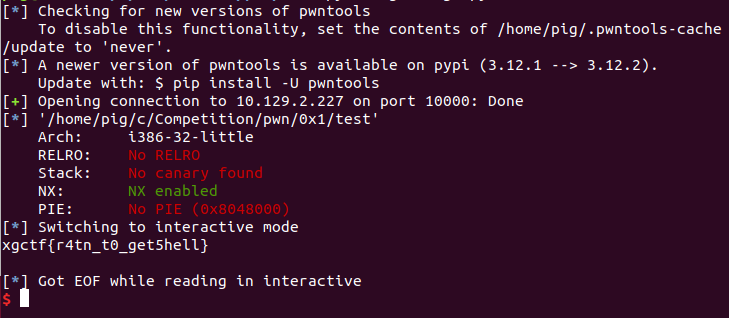 [*] Checking for new versions of pwntools
    To disable this functionality, set the contents of /home/pig/.pwntools-cache
/update to 'never'.
[*] A newer version of pwntools is available on pypi (3.12.1 --> 3.12.2).
    Update with: $ pip install -U pwntools
[+] Opening connection to 10.129.2.227 on port 10000: Done
[*] '/home/pig/c/Competition/pwn/0x1/test'
    Arch:     i386-32-little
    RELRO:    No RELRO
    Stack:    No canary found
    NX:       NX enabled
    PIE:      No PIE (0x8048000)
[*] Switching to interactive mode
xgctf{r4tn_t0_get5hell}

[*] Got EOF while reading in interactive
$